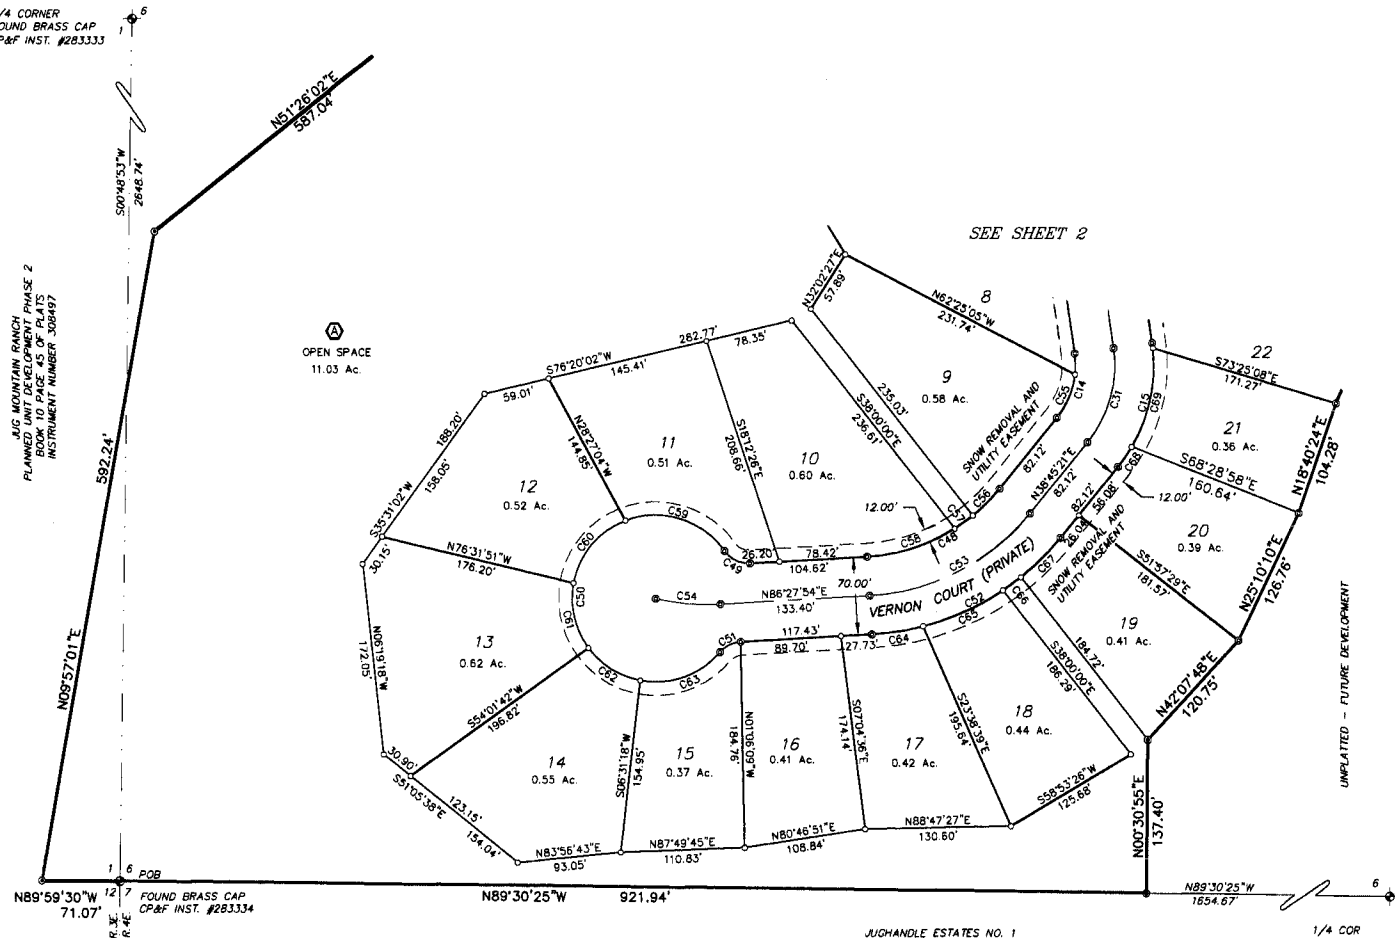 1/4 CORNER
FOUND BRASS CAP
CP&F INST. #283333
1
6
N51°26'02"E
587.04'
S00°48'53"W
2648.74'
JUG MOUNTAIN RANCH
PLANNED UNIT DEVELOPMENT PHASE 2
BOOK 10 PAGE 45 OF PLATS
INSTRUMENT NUMBER 308497
592.24'
N09°57'01"E
A
OPEN SPACE
11.03 Ac.
SEE SHEET 2
N32°02'27"E
57.89'
8
N62°25'05"W
231.74'
282.77'
78.35'
S76°20'02"W
145.41'
59.01'
188.20'
158.05'
S35°31'02"W
30.15'
N28°27'04"W
144.85'
S18°12'26"E
208.66'
235.03'
S38°00'00"E
236.61'
9
0.58 Ac.
11
0.51 Ac.
10
0.60 Ac.
12
0.52 Ac.
SNOW REMOVAL AND
UTILITY EASEMENT
C55
C14
C31
C15
C69
22
S73°25'08"E
171.27'
21
0.36 Ac.
N18°40'24"E
104.28'
S68°28'58"E
160.64'
82.12'
N38°45'21"E
82.12'
C68
82.12'
56.08'
26.04'
12.00'
C56
C57
12.00'
C58
C48
C59
C60
C49
26.20'
78.42'
104.62'
70.00'
C53
N76°31'51"W
176.20'
C50
C54
N86°27'54"E
133.40'
VERNON COURT (PRIVATE)
C67
SNOW REMOVAL AND
UTILITY EASEMENT
20
0.39 Ac.
S51°37'29"E
181.57'
N25°10'10"E
126.76'
C61
C52
C66
C65
C64
C51
117.43'
89.70'
27.73'
C62
C63
13
0.62 Ac.
N06°19'18"W
172.05'
S54°01'42"W
196.82'
19
0.41 Ac.
184.72'
S38°00'00"E
186.29'
N42°07'48"E
120.75'
S06°31'18"W
154.95'
N01°06'09"W
184.76'
S07°04'36"E
174.14'
S23°38'39"E
195.64'
18
0.44 Ac.
17
0.42 Ac.
16
0.41 Ac.
15
0.37 Ac.
14
0.55 Ac.
30.90'
S51°05'38"E
123.15'
154.04'
S58°53'26"W
125.68'
N83°56'43"E
93.05'
N87°49'45"E
110.83'
N80°46'51"E
108.84'
N88°47'27"E
130.60'
N00°30'55"E
137.40'
UNPLATTED - FUTURE DEVELOPMENT
1 6
POB
12 7
N89°59'30"W
71.07'
FOUND BRASS CAP
CP&F INST. #283334
R.3E.
R.4E.
N89°30'25"W 921.94'
N89°30'25"W
1654.67'
6
JUGHANDLE ESTATES NO. 1
1/4 COR